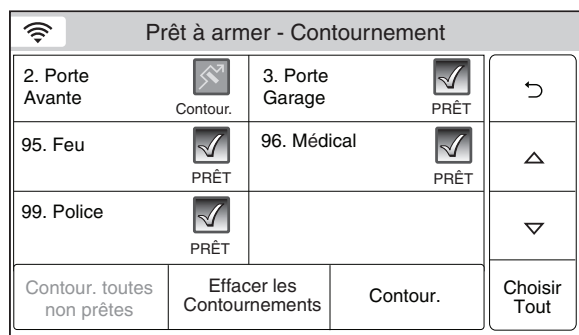 Prêt à armer - Contournement
2. Porte
Avante
Contour.
3. Porte
Garage
PRÊT
95. Feu
PRÊT
96. Médical
PRÊT
99. Police
PRÊT
Contour. toutes
non prêtes
Effacer les
Contournements
Contour.
Choisir
Tout